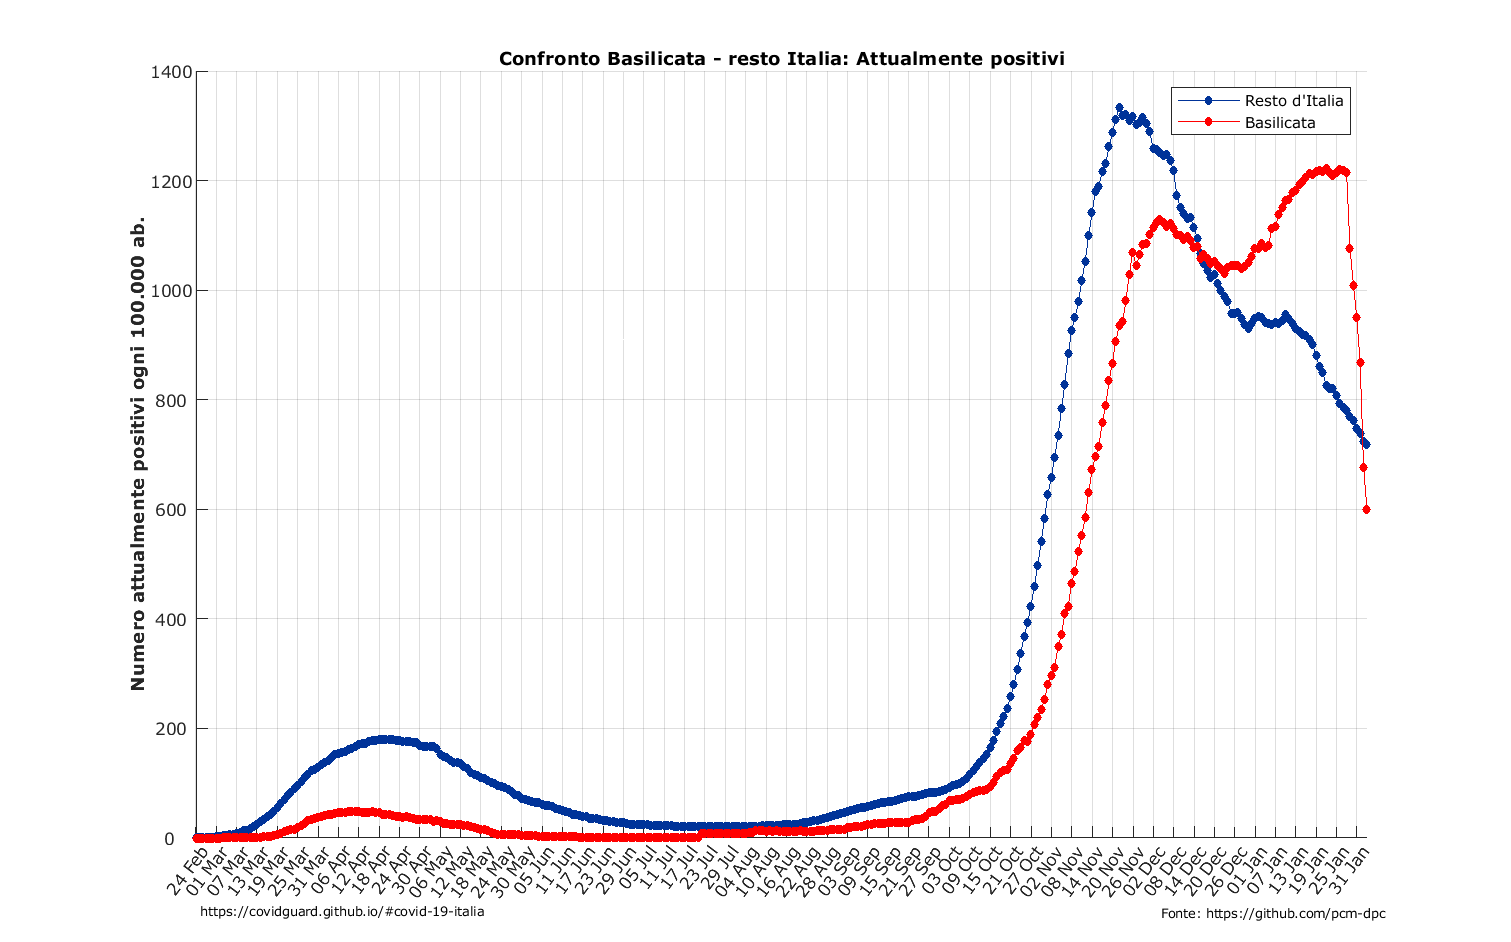 Confronto Basilicata - resto Italia: Attualmente positivi
Numero attualmente positivi ogni 100.000 ab.
1400
1200
1000
800
600
400
200
0
Resto d'Italia
Basilicata
24 Feb
01 Mar
07 Mar
13 Mar
19 Mar
25 Mar
31 Mar
06 Apr
12 Apr
18 Apr
24 Apr
30 Apr
06 May
12 May
18 May
24 May
30 May
05 Jun
11 Jun
17 Jun
23 Jun
29 Jun
05 Jul
11 Jul
17 Jul
23 Jul
29 Jul
04 Aug
10 Aug
16 Aug
22 Aug
28 Aug
03 Sep
09 Sep
15 Sep
21 Sep
27 Sep
03 Oct
09 Oct
15 Oct
21 Oct
27 Oct
02 Nov
08 Nov
14 Nov
20 Nov
26 Nov
02 Dec
08 Dec
14 Dec
20 Dec
26 Dec
01 Jan
07 Jan
13 Jan
19 Jan
25 Jan
31 Jan
https://covidguard.github.io/#covid-19-italia
Fonte: https://github.com/pcm-dpc